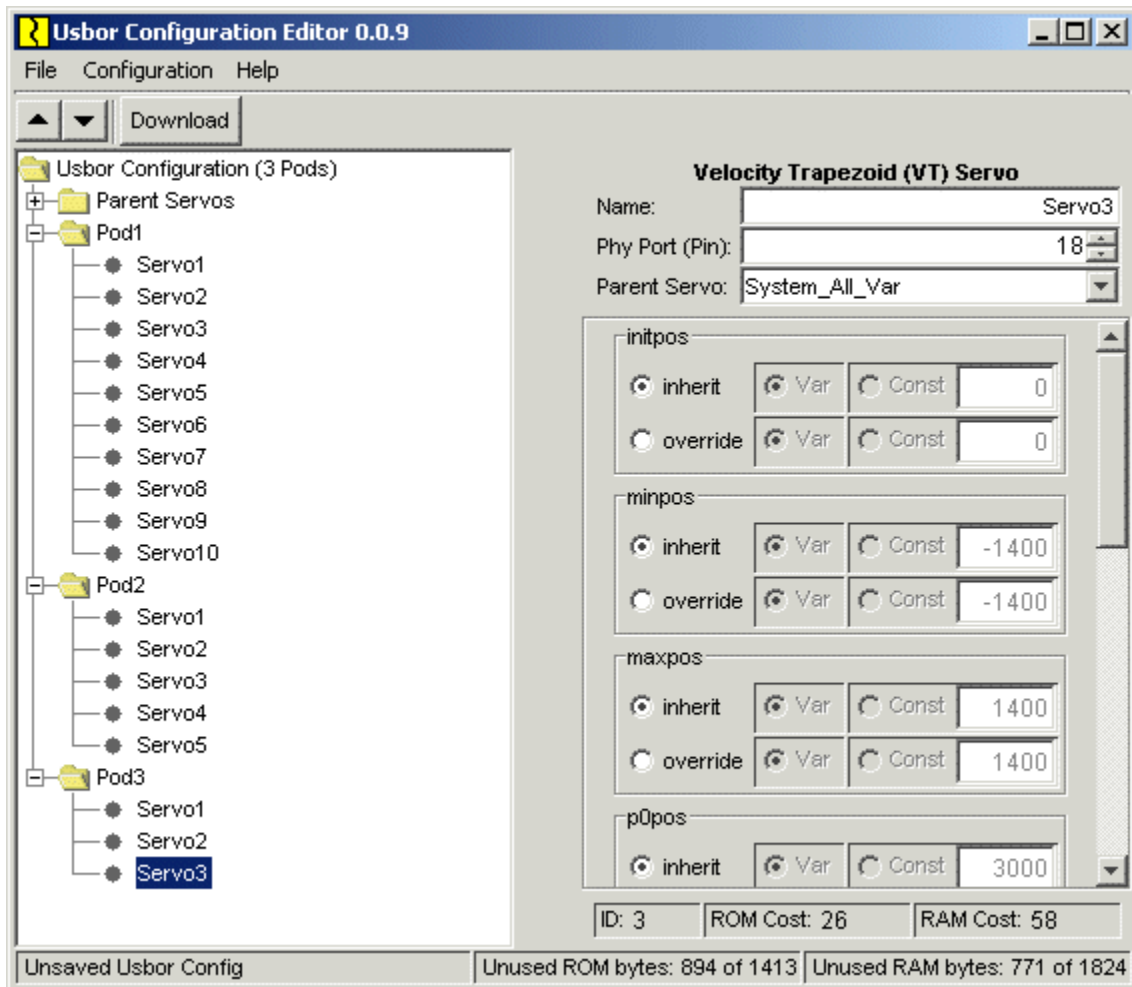 Usbor Configuration Editor 0.0.9
File Configuration Help
Download
Usbor Configuration (3 Pods)
Parent Servos
Pod1
Servo1
Servo2
Servo3
Servo4
Servo5
Servo6
Servo7
Servo8
Servo9
Servo10
Pod2
Servo1
Servo2
Servo3
Servo4
Servo5
Pod3
Servo1
Servo2
Servo3
Velocity Trapezoid (VT) Servo
Name: Servo3
Phy Port (Pin): 18
Parent Servo: System_All_Var
initpos
inherit Var Const 0
override Var Const 0
minpos
inherit Var Const -1400
override Var Const -1400
maxpos
inherit Var Const 1400
override Var Const 1400
p0pos
inherit Var Const 3000
ID: 3 ROM Cost: 26 RAM Cost: 58
Unsaved Usbor Config Unused ROM bytes: 894 of 1413 Unused RAM bytes: 771 of 1824